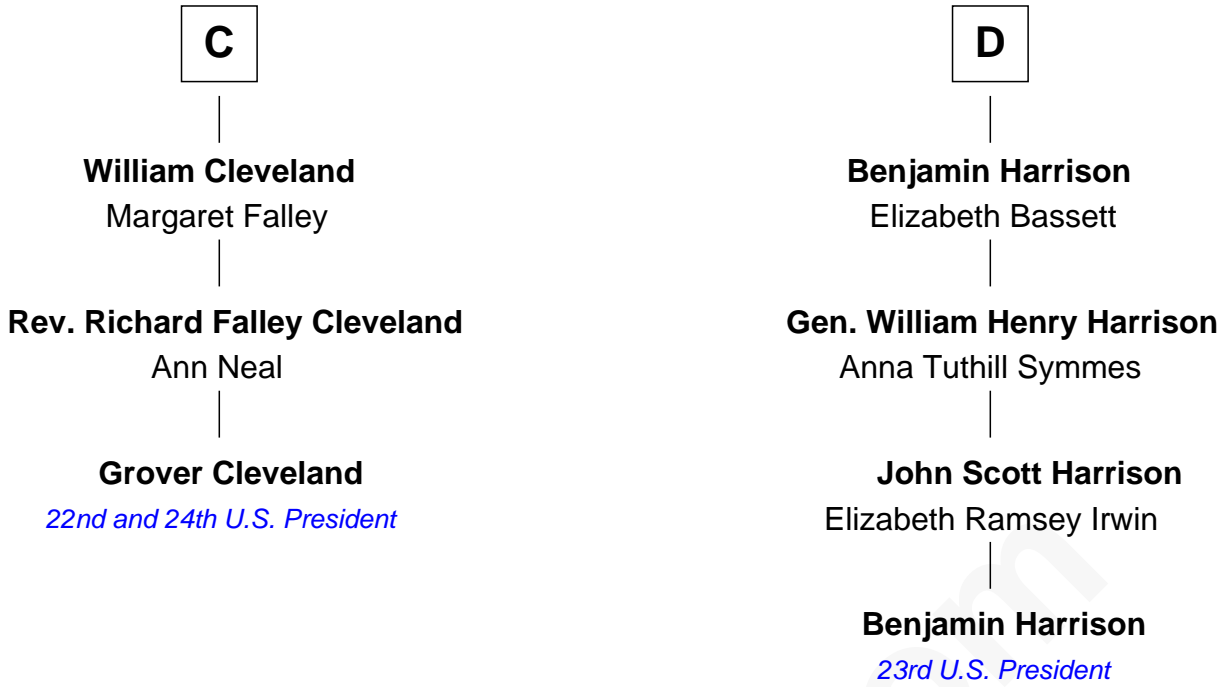 C
William Cleveland
Margaret Falley
Rev. Richard Falley Cleveland
Ann Neal
Grover Cleveland
22nd and 24th U.S. President
D
Benjamin Harrison
Elizabeth Bassett
Gen. William Henry Harrison
Anna Tuthill Symmes
John Scott Harrison
Elizabeth Ramsey Irwin
Benjamin Harrison
23rd U.S. President